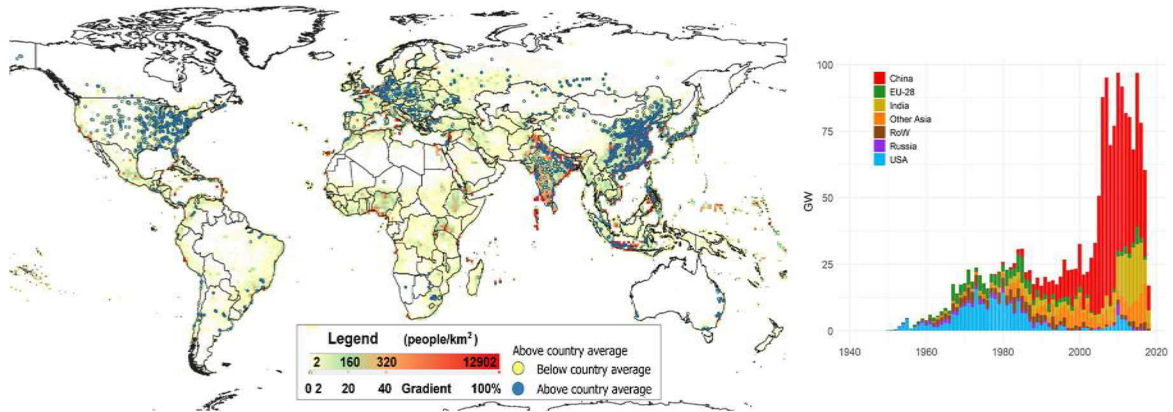 Legend (people/km²)
2 160 320 12902
0 2 20 40 Gradient 100%
Above country average
Below country average
Above country average
100
75
50
25
0
GW
China
EU-28
India
Other Asia
RoW
Russia
USA
1940 1960 1980 2000 2020